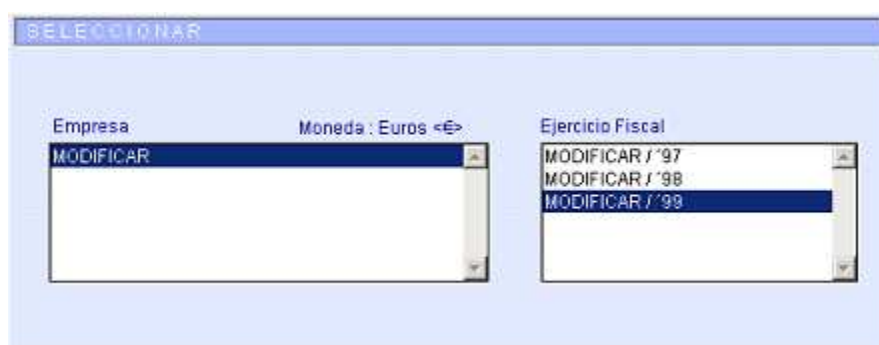 SELECCIONAR
Empresa
Moneda : Euros <€>
MODIFICAR
Ejercicio Fiscal
MODIFICAR / ´97
MODIFICAR / ´98
MODIFICAR / ´99